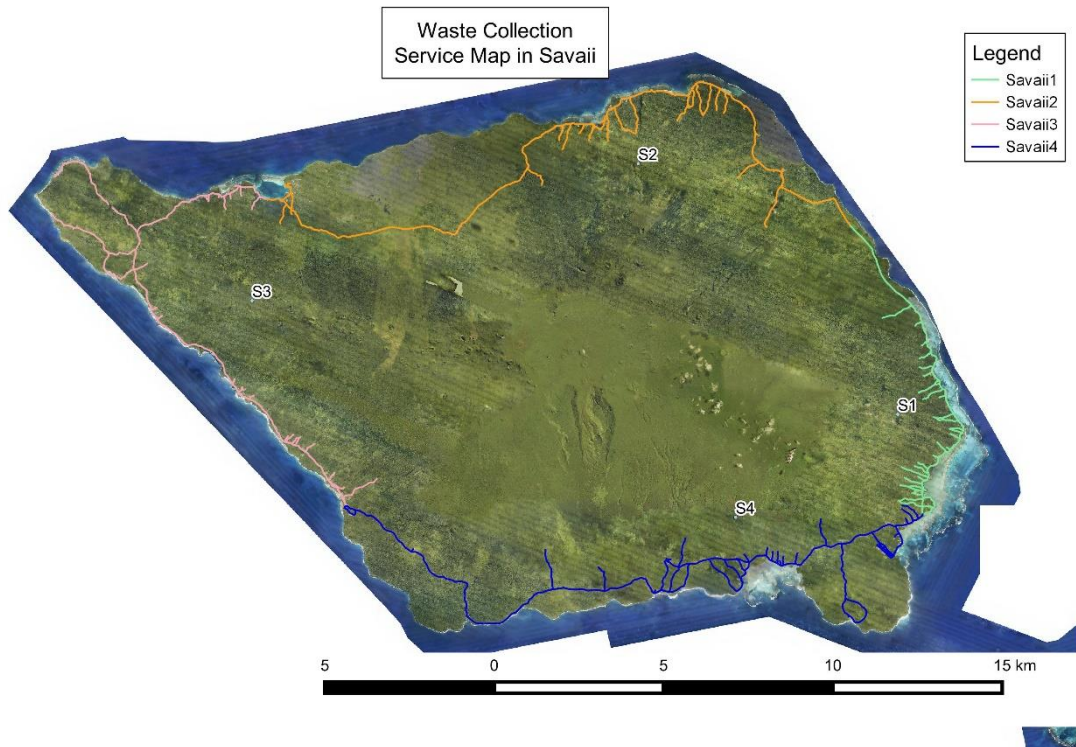 Waste Collection
Service Map in Savaii
Legend
Savaii1
Savaii2
Savaii3
Savaii4
S2
S3
S1
S4
5 0 5 10 15 km